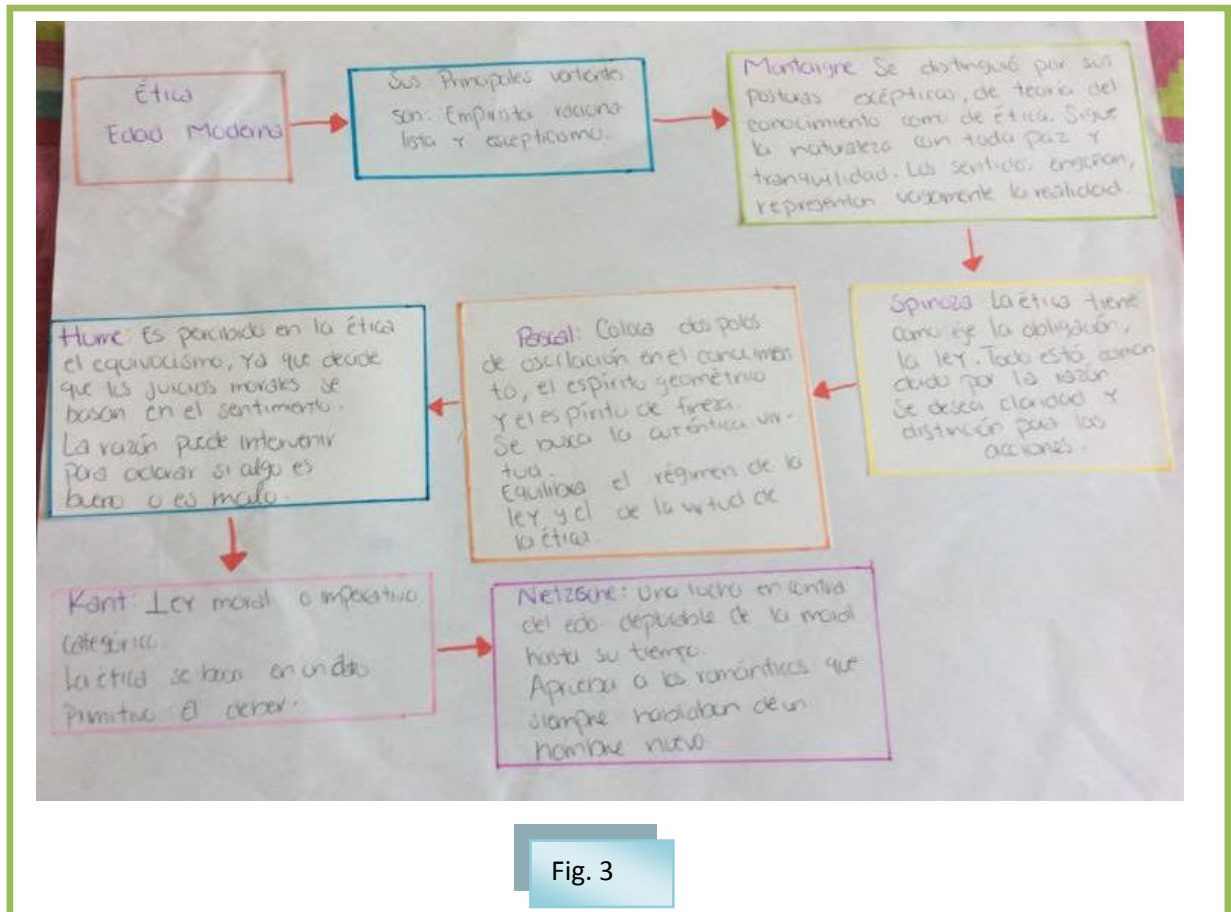 Ética
Edad Moderna
Sus Principales vertientes
son: Empirista raciona
lista y escepticismo.
Montaigne Se distinguió por sus
posturas excépticas, de teoría del
conocimiento como de ética. Sigue
la naturaleza con toda paz y
tranquilidad. Los sentidos engañan,
representan vagamente la realidad.
Spinoza La ética tiene
como eje la obligación,
la ley. Todo está
por la razón
Se desea claridad y
distinción para las
acciones.
Pascal: Coloca dos polos
de oscilación en el conocimien
to, el espíritu geométrico
y el espíritu de fineza.
Se busca la auténtica vir-
tud.
Equilibra el régimen de la
ley y el de la virtud de
la ética
Hume: Es percibido en la ética
el equivocismo, ya que decide
que los juicios morales se
basan en el sentimento.
La razón puede intervenir
para aclarar si algo es
bueno o es malo.
Kant: Ley moral o imperativo
categórico.
La ética se basa en un dato
Primitivo El deber.
Netzsche: Una lucha en contra
del edo. deplorable de la moral
hasta su tiempo.
Aprueba a los románticos que
siempre hablaban de un
hombre nuevo
Fig. 3